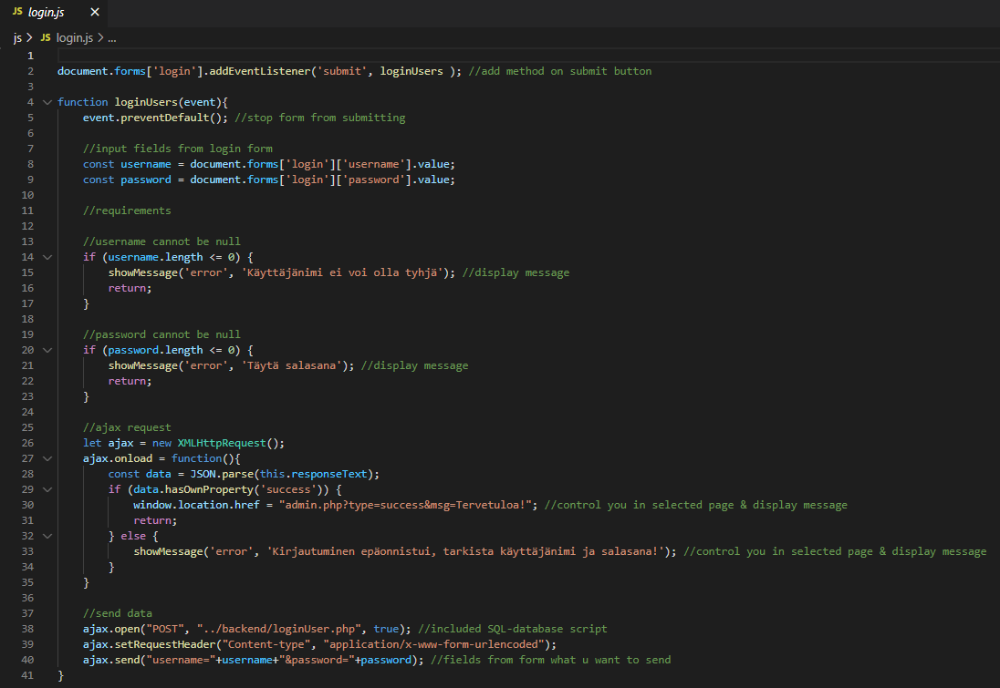 JS login.js ×
js > JS login.js > ...
1
2 document.forms['login'].addEventListener('submit', loginUsers ); //add method on submit button
3
4 function loginUsers(event){
5 event.preventDefault(); //stop form from submitting
6
7 //input fields from login form
8 const username = document.forms['login']['username'].value;
9 const password = document.forms['login']['password'].value;
10
11 //requirements
12
13 //username cannot be null
14 if (username.length <= 0) {
15 showMessage('error', 'Käyttäjänimi ei voi olla tyhjä'); //display message
16 return;
17 }
18
19 //password cannot be null
20 if (password.length <= 0) {
21 showMessage('error', 'Täytä salasana'); //display message
22 return;
23 }
24
25 //ajax request
26 let ajax = new XMLHttpRequest();
27 ajax.onload = function(){
28 const data = JSON.parse(this.responseText);
29 if (data.hasOwnProperty('success')) {
30 window.location.href = "admin.php?type=success&msg=Tervetuloa!"; //control you in selected page & display message
31 return;
32 } else {
33 showMessage('error', 'Kirjautuminen epäonnistui, tarkista käyttäjänimi ja salasana!'); //control you in selected page & display message
34 }
35 }
36
37 //send data
38 ajax.open("POST", "../backend/loginUser.php", true); //included SQL-database script
39 ajax.setRequestHeader("Content-type", "application/x-www-form-urlencoded");
40 ajax.send("username="+username+"&password="+password); //fields from form what u want to send
41 }